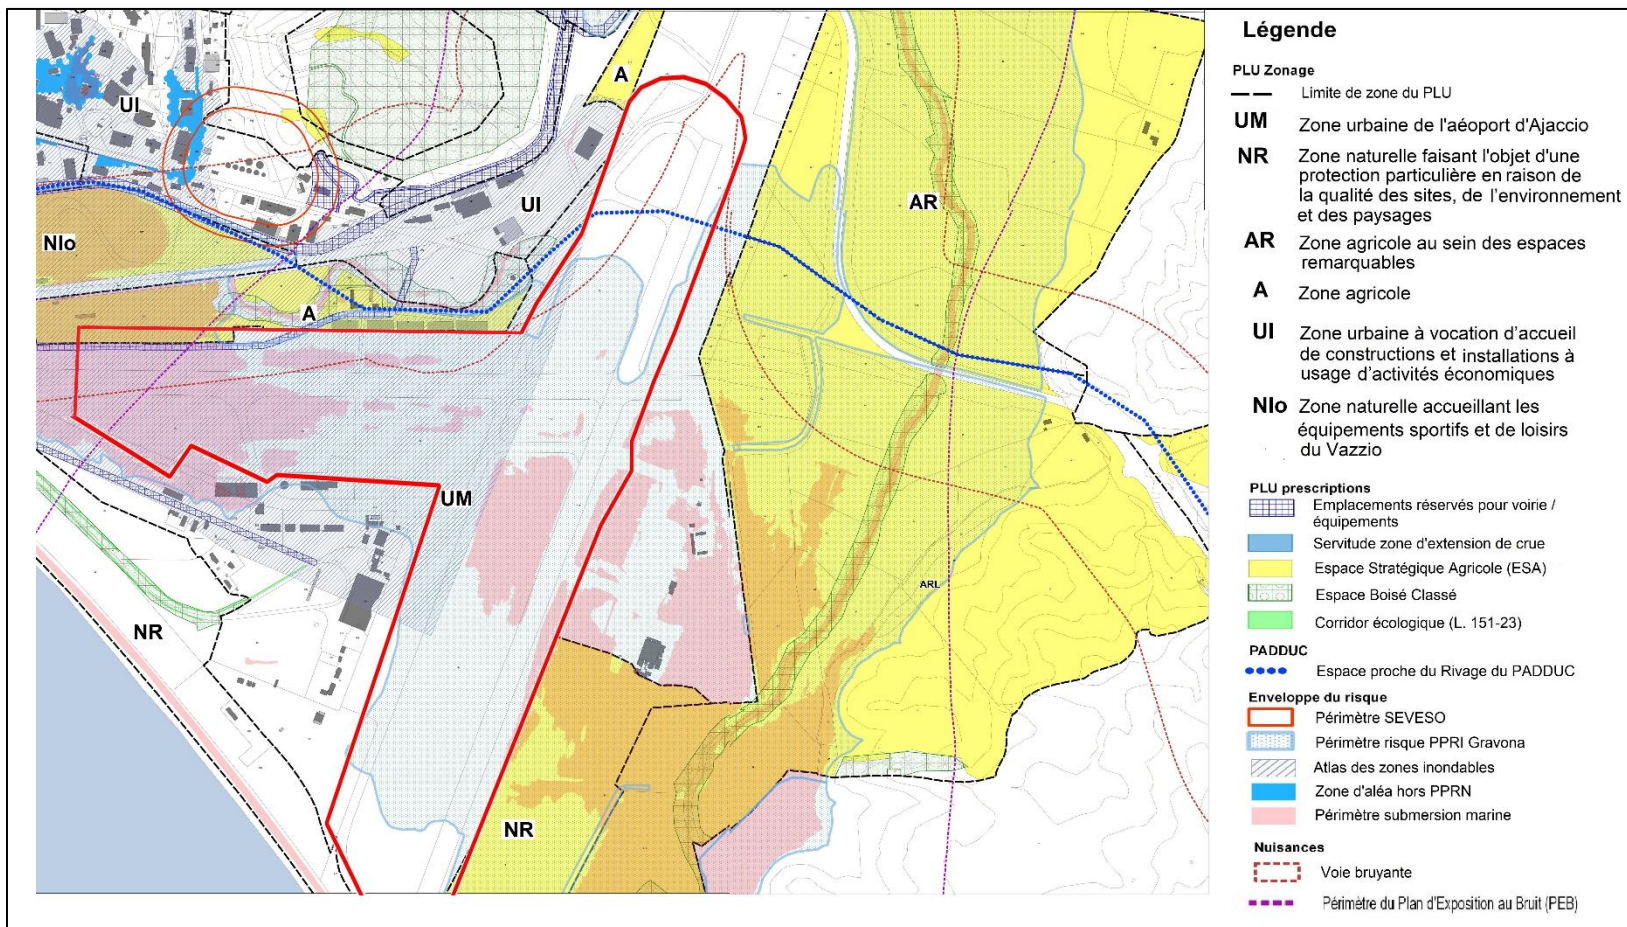 UI
A
UI
AR
NIo
A
UM
ARL
NR
NR
Légende
PLU Zonage
Limite de zone du PLU
UM Zone urbaine de l'aéoport d'Ajaccio
NR Zone naturelle faisant l'objet d'une
protection particulière en raison de
la qualité des sites, de l'environnement
et des paysages
AR Zone agricole au sein des espaces
remarquables
A Zone agricole
UI Zone urbaine à vocation d'accueil
de constructions et installations à
usage d'activités économiques
NIo Zone naturelle accueillant les
équipements sportifs et de loisirs
du Vazzio
PLU prescriptions
Emplacements réservés pour voirie /
équipements
Servitude zone d'extension de crue
Espace Stratégique Agricole (ESA)
Espace Boisé Classé
Corridor écologique (L. 151-23)
PADDUC
Espace proche du Rivage du PADDUC
Enveloppe du risque
Périmètre SEVESO
Périmètre risque PPRI Gravona
Atlas des zones inondables
Zone d'aléa hors PPRN
Périmètre submersion marine
Nuisances
Voie bruyante
Périmètre du Plan d'Exposition au Bruit (PEB)